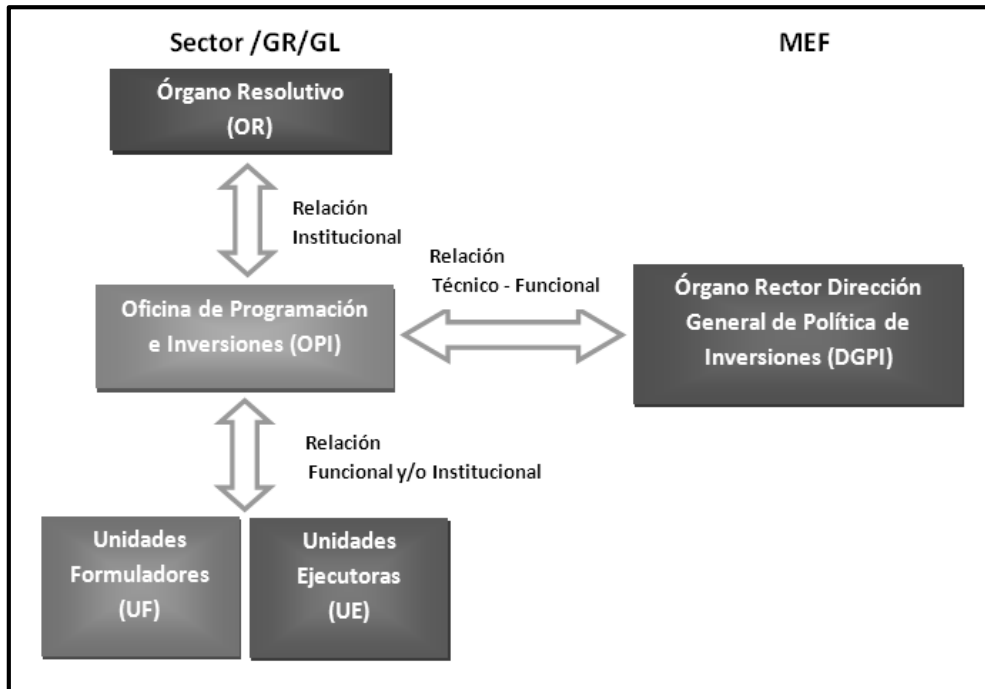 Sector /GR/GL
MEF
Órgano Resolutivo
(OR)
Relación
Institucional
Relación
Técnico - Funcional
Oficina de Programación
e Inversiones (OPI)
Órgano Rector Dirección
General de Política de
Inversiones (DGPI)
Relación
Funcional y/o Institucional
Unidades
Formuladores
(UF)
Unidades
Ejecutoras
(UE)